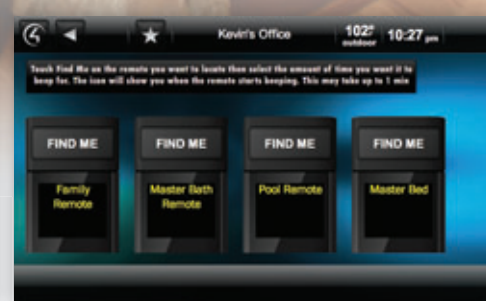 Kevin's Office 102° outdoor 10:27 pm
Touch Find Me on the remote you want to locate then select the amount of time you want it to
beep for. The icon will show you when the remote starts beeping. This may take up to 1 min
FIND ME FIND ME FIND ME FIND ME
Family Remote Master Bath Remote Pool Remote Master Bed